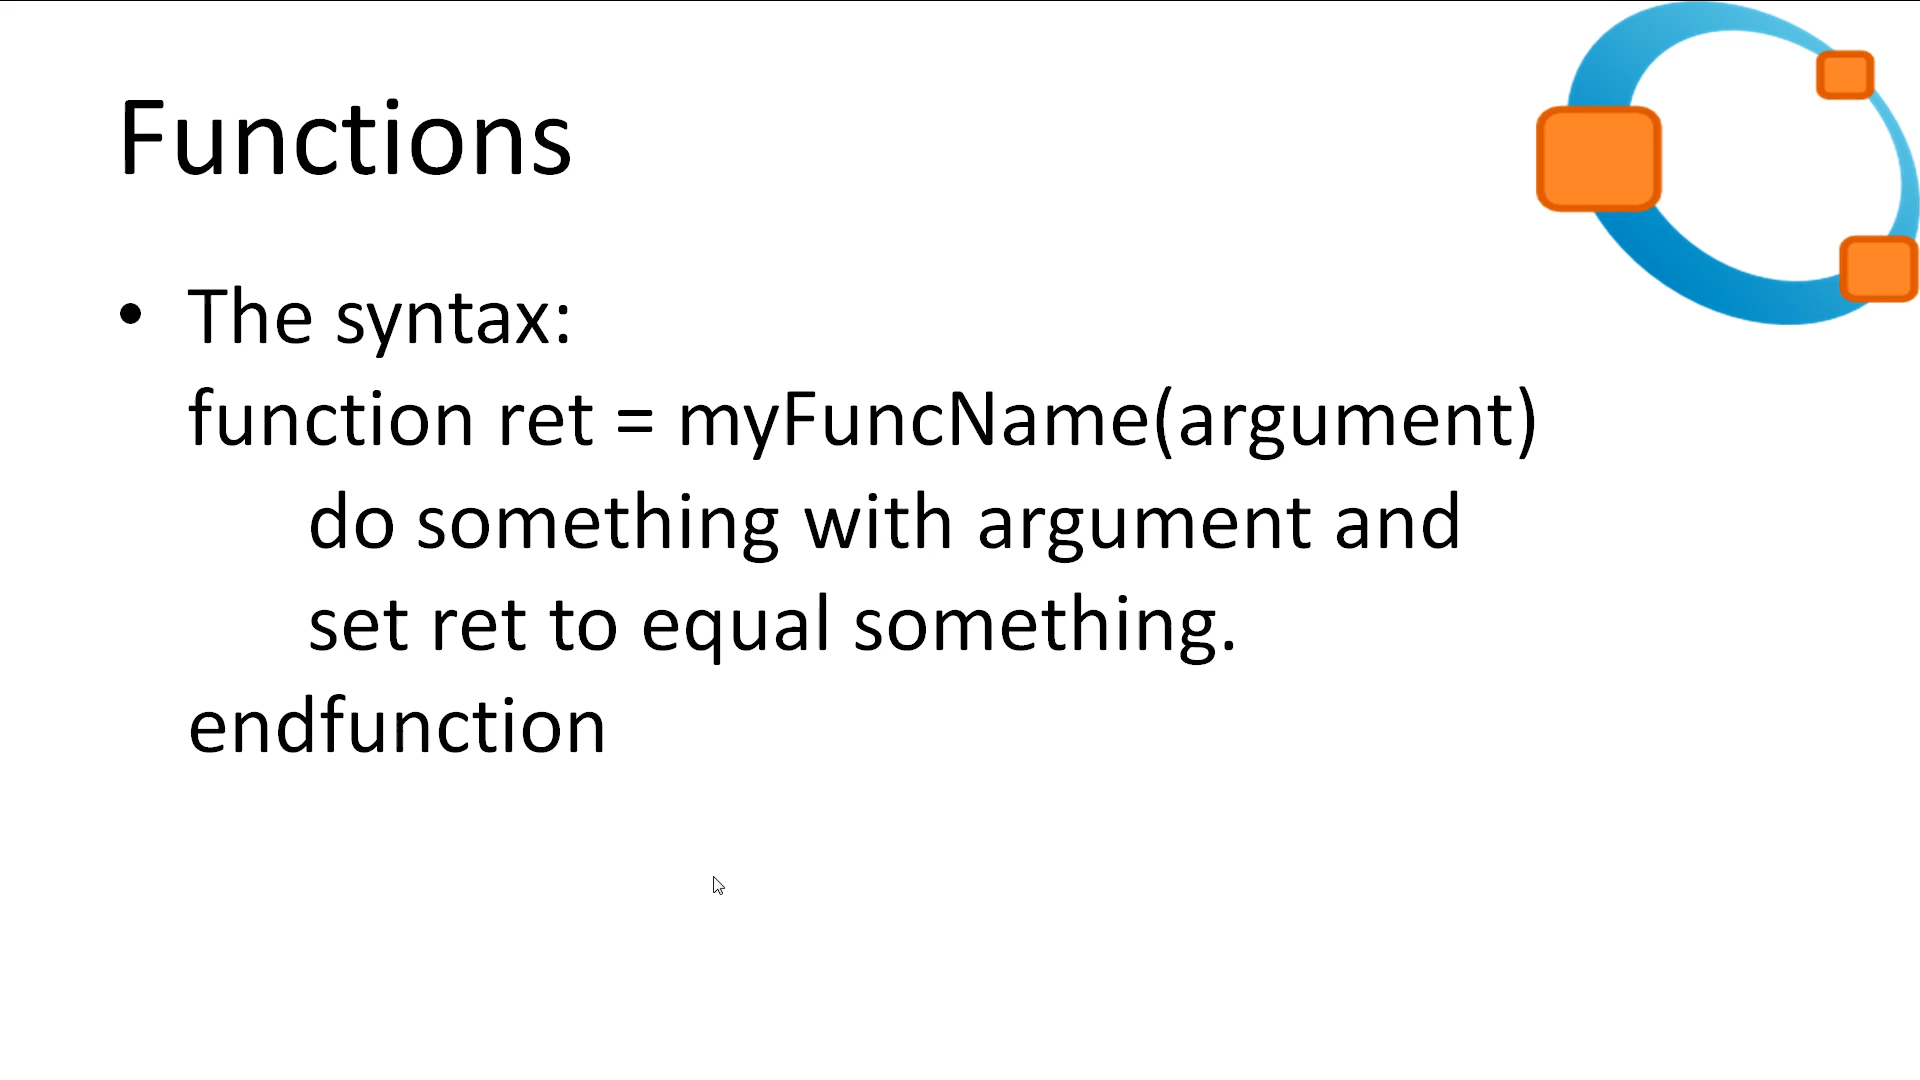 Functions
• The syntax:
function ret = myFuncName(argument)
do something with argument and
set ret to equal something.
endfunction